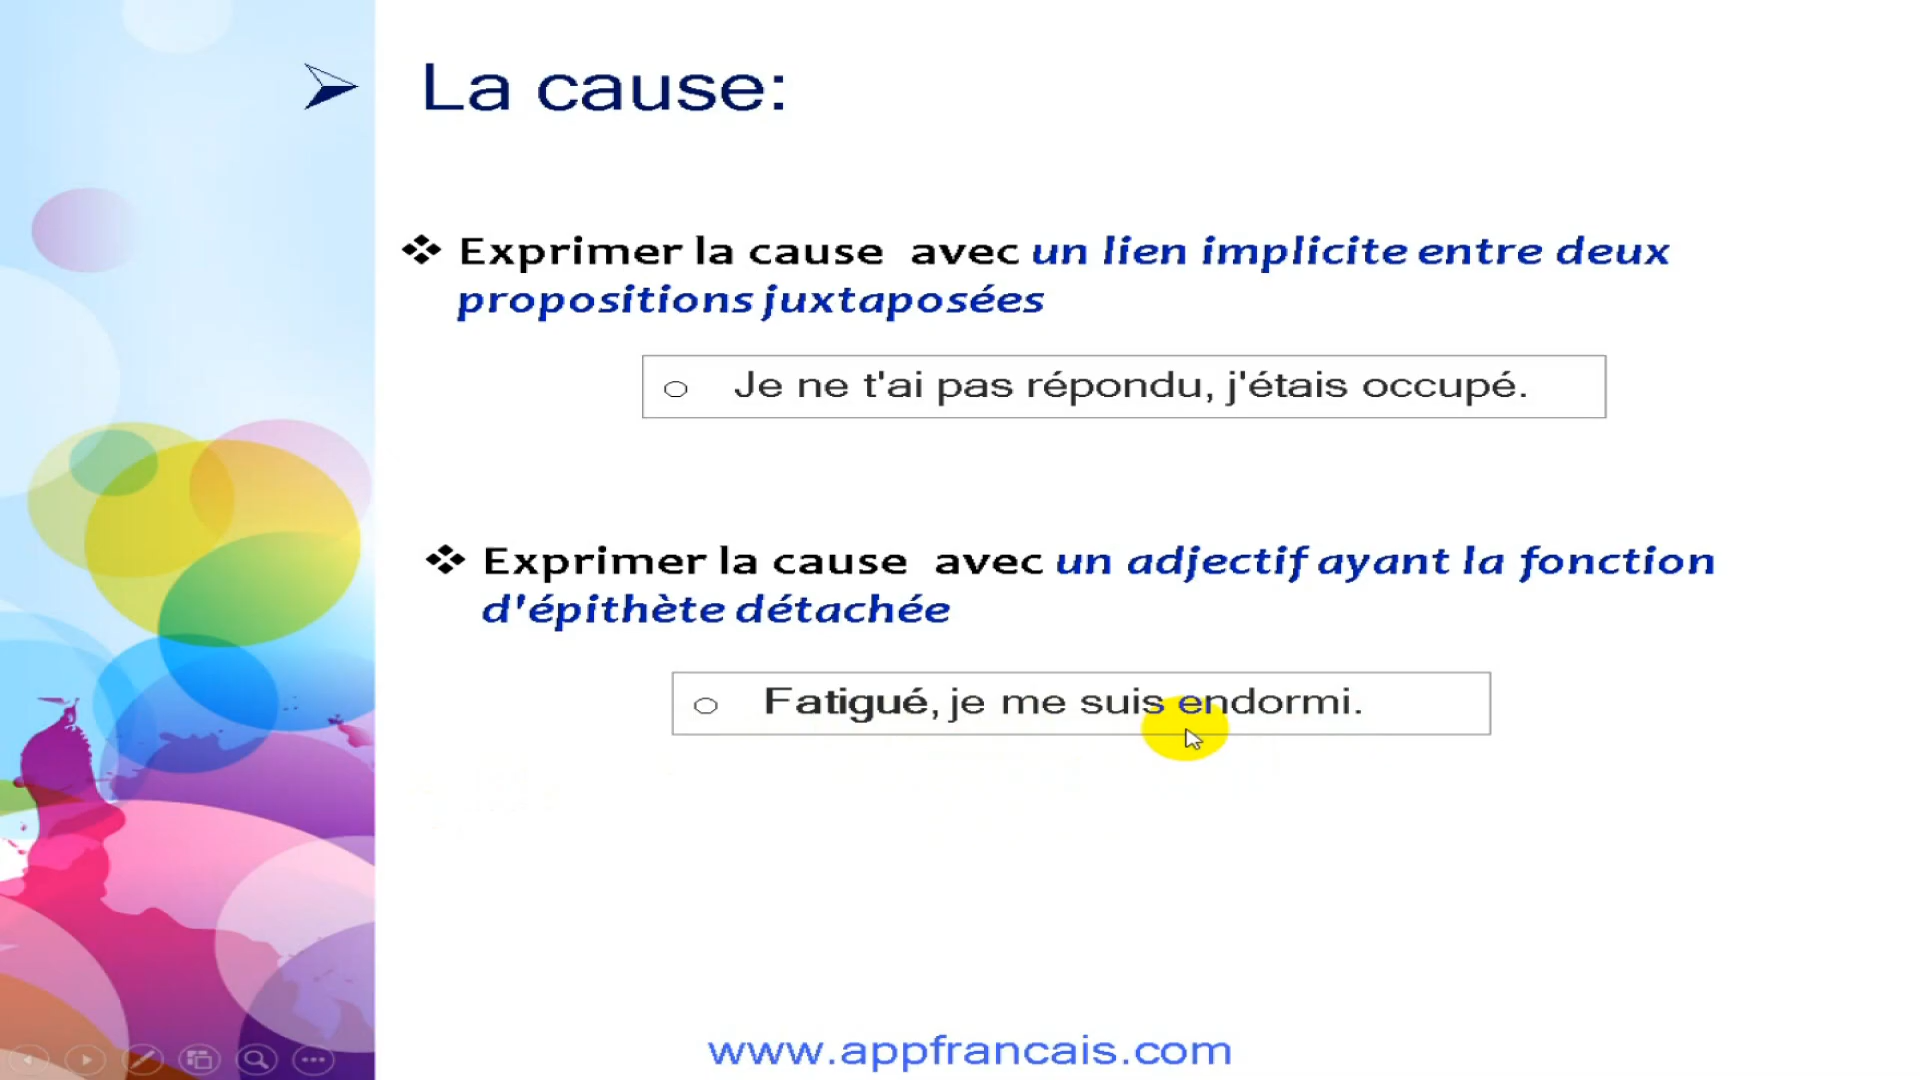 La cause:
Exprimer la cause avec un lien implicite entre deux
propositions juxtaposées
Je ne t'ai pas répondu, j'étais occupé.
Exprimer la cause avec un adjectif ayant la fonction
d'épithète détachée
Fatigué, je me suis endormi.
www.appfrancais.com